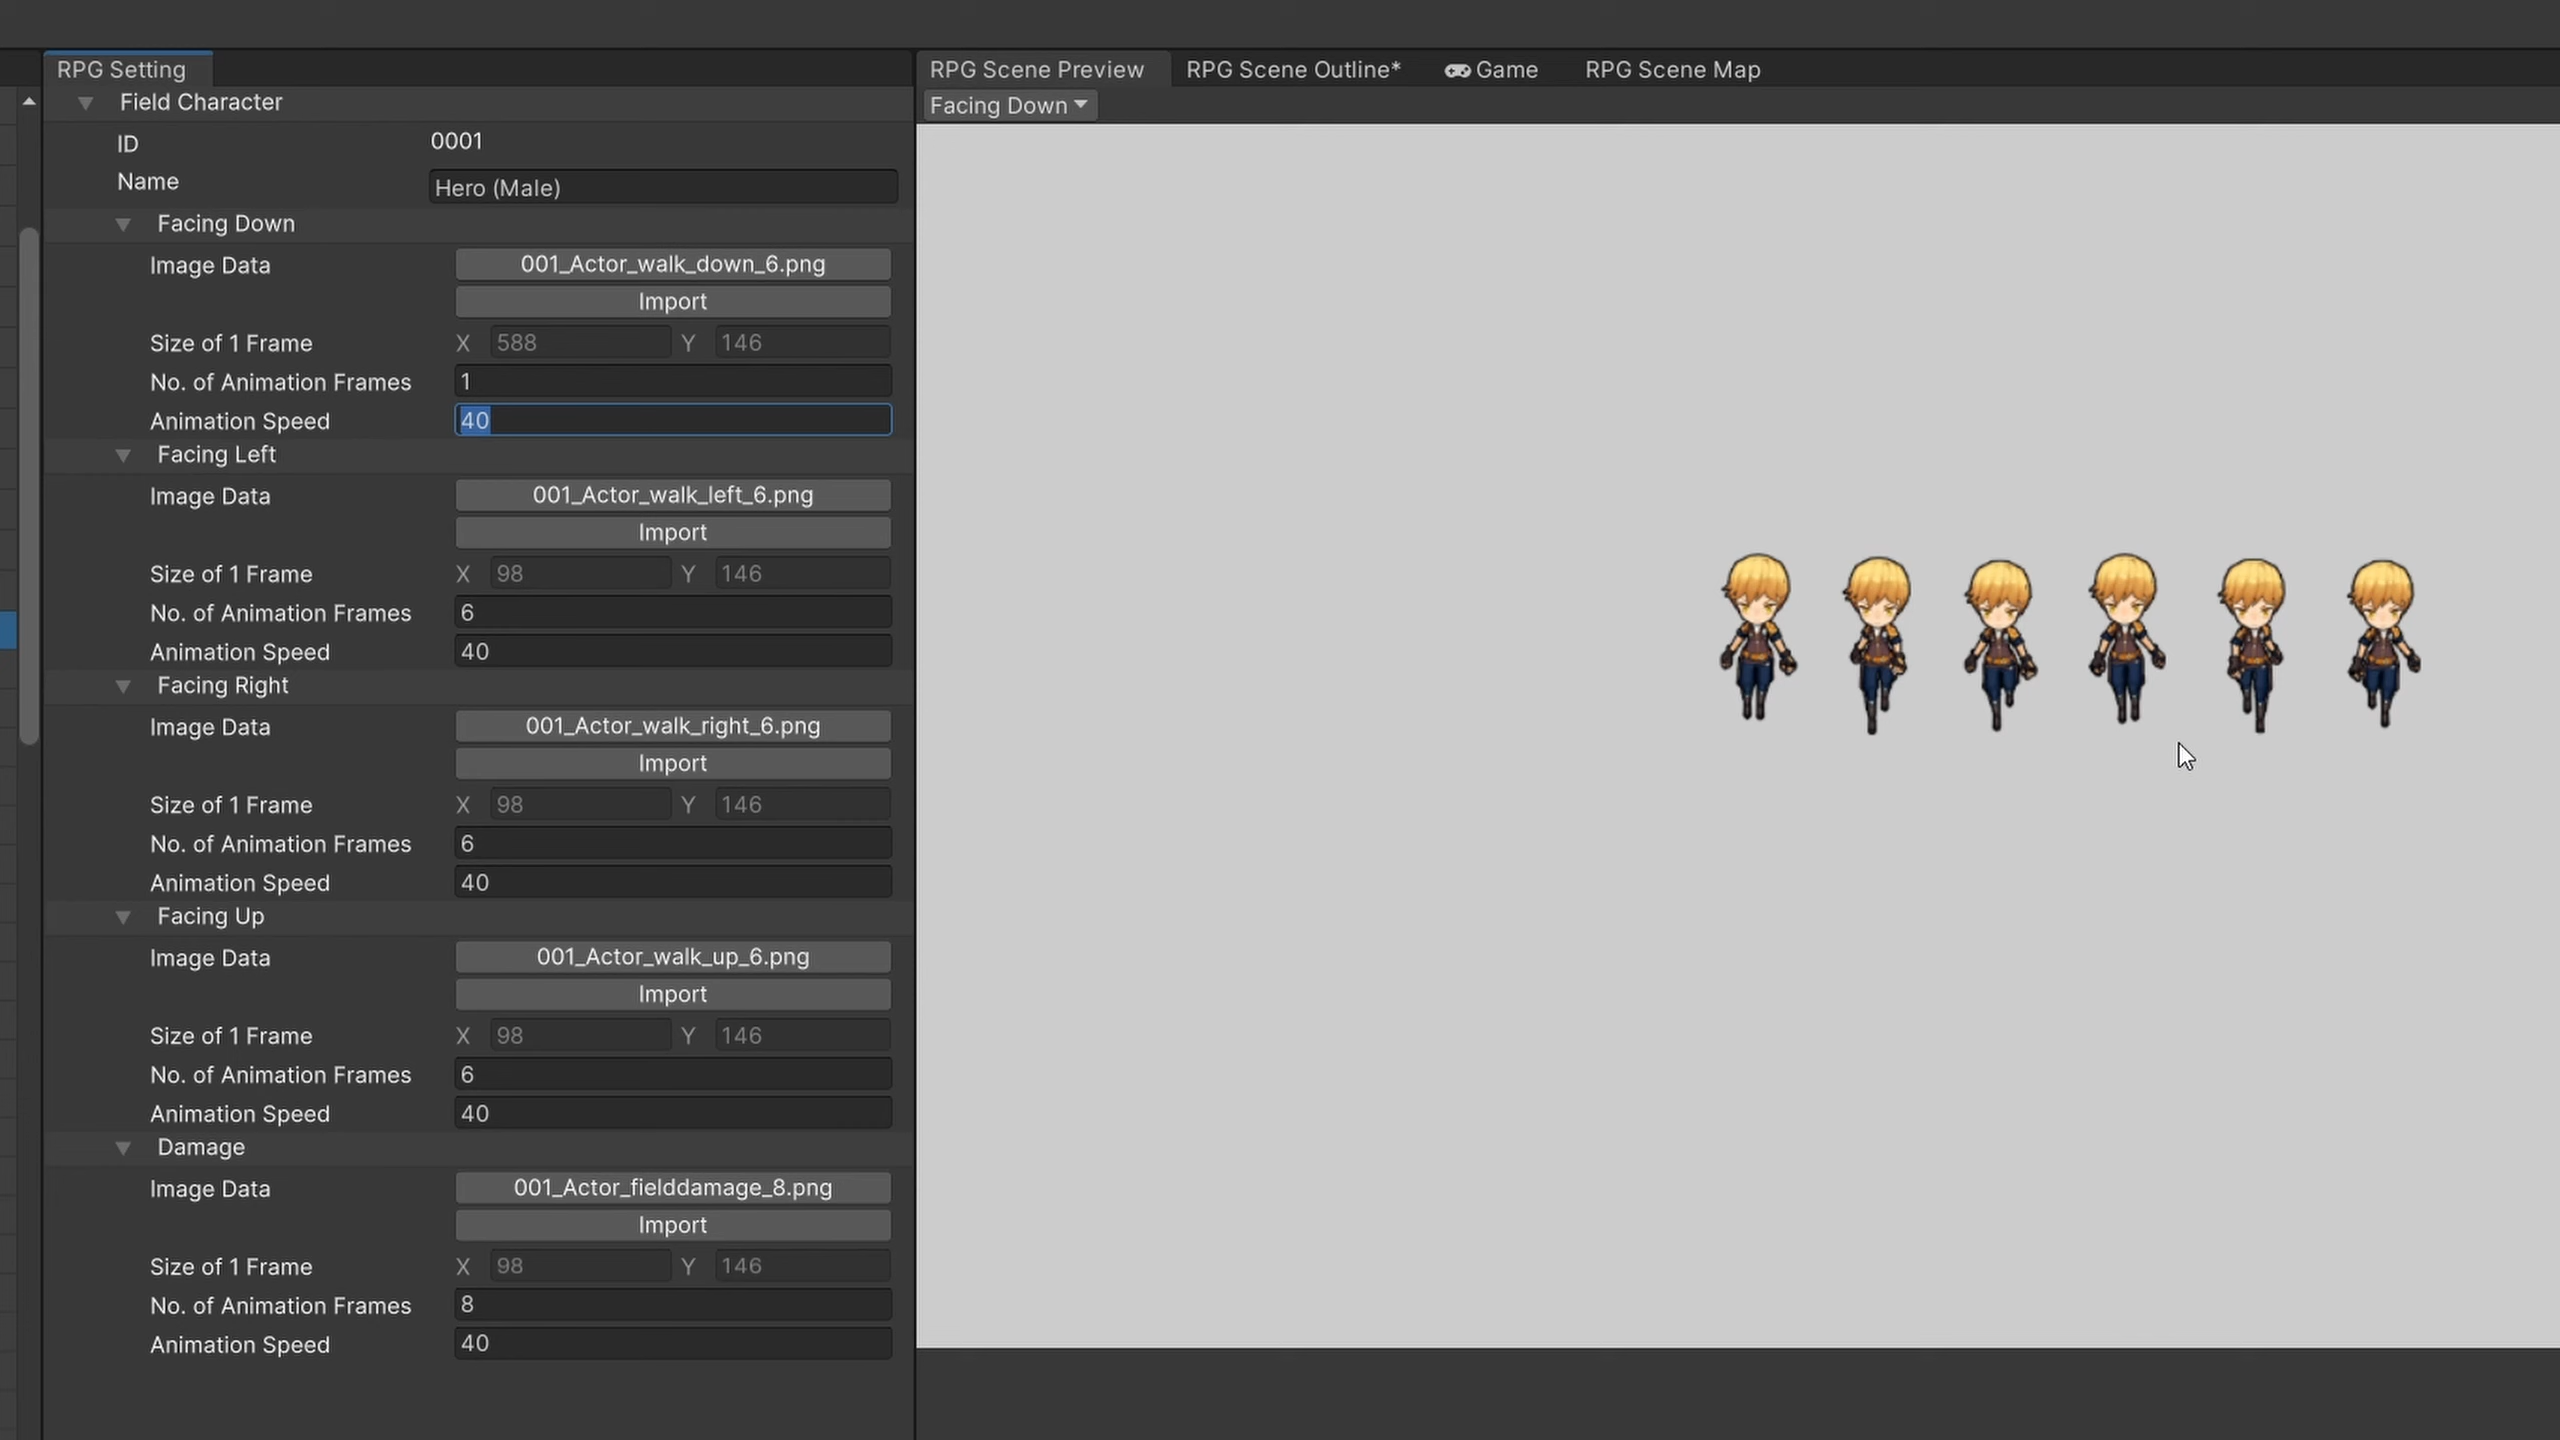 RPG Setting
Field Character
ID 0001
Name Hero (Male)
Facing Down
Image Data 001_Actor_walk_down_6.png
Import
Size of 1 Frame X 588 Y 146
No. of Animation Frames 1
Animation Speed 40
Facing Left
Image Data 001_Actor_walk_left_6.png
Import
Size of 1 Frame X 98 Y 146
No. of Animation Frames 6
Animation Speed 40
Facing Right
Image Data 001_Actor_walk_right_6.png
Import
Size of 1 Frame X 98 Y 146
No. of Animation Frames 6
Animation Speed 40
Facing Up
Image Data 001_Actor_walk_up_6.png
Import
Size of 1 Frame X 98 Y 146
No. of Animation Frames 6
Animation Speed 40
Damage
Image Data 001_Actor_fielddamage_8.png
Import
Size of 1 Frame X 98 Y 146
No. of Animation Frames 8
Animation Speed 40
RPG Scene Preview RPG Scene Outline* Game RPG Scene Map
Facing Down